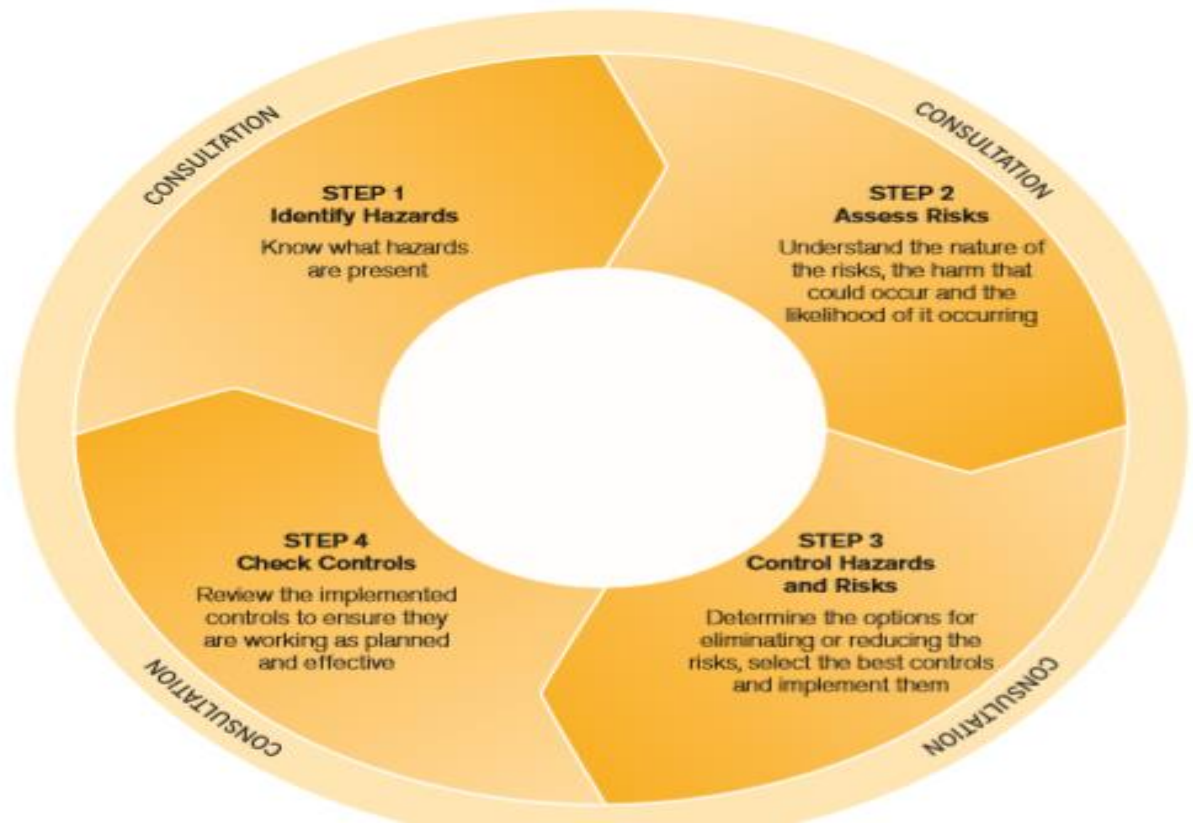 CONSULTATION
CONSULTATION
STEP 1
Identify Hazards
Know what hazards
are present
STEP 2
Assess Risks
Understand the nature of
the risks, the harm that
could occur and the
likelihood of it occurring
STEP 4
Check Controls
Review the implemented
controls to ensure they
are working as planned
and effective
STEP 3
Control Hazards
and Risks
Determine the options for
eliminating or reducing the
risks, select the best controls
and implement them
CONSULTATION
CONSULTATION